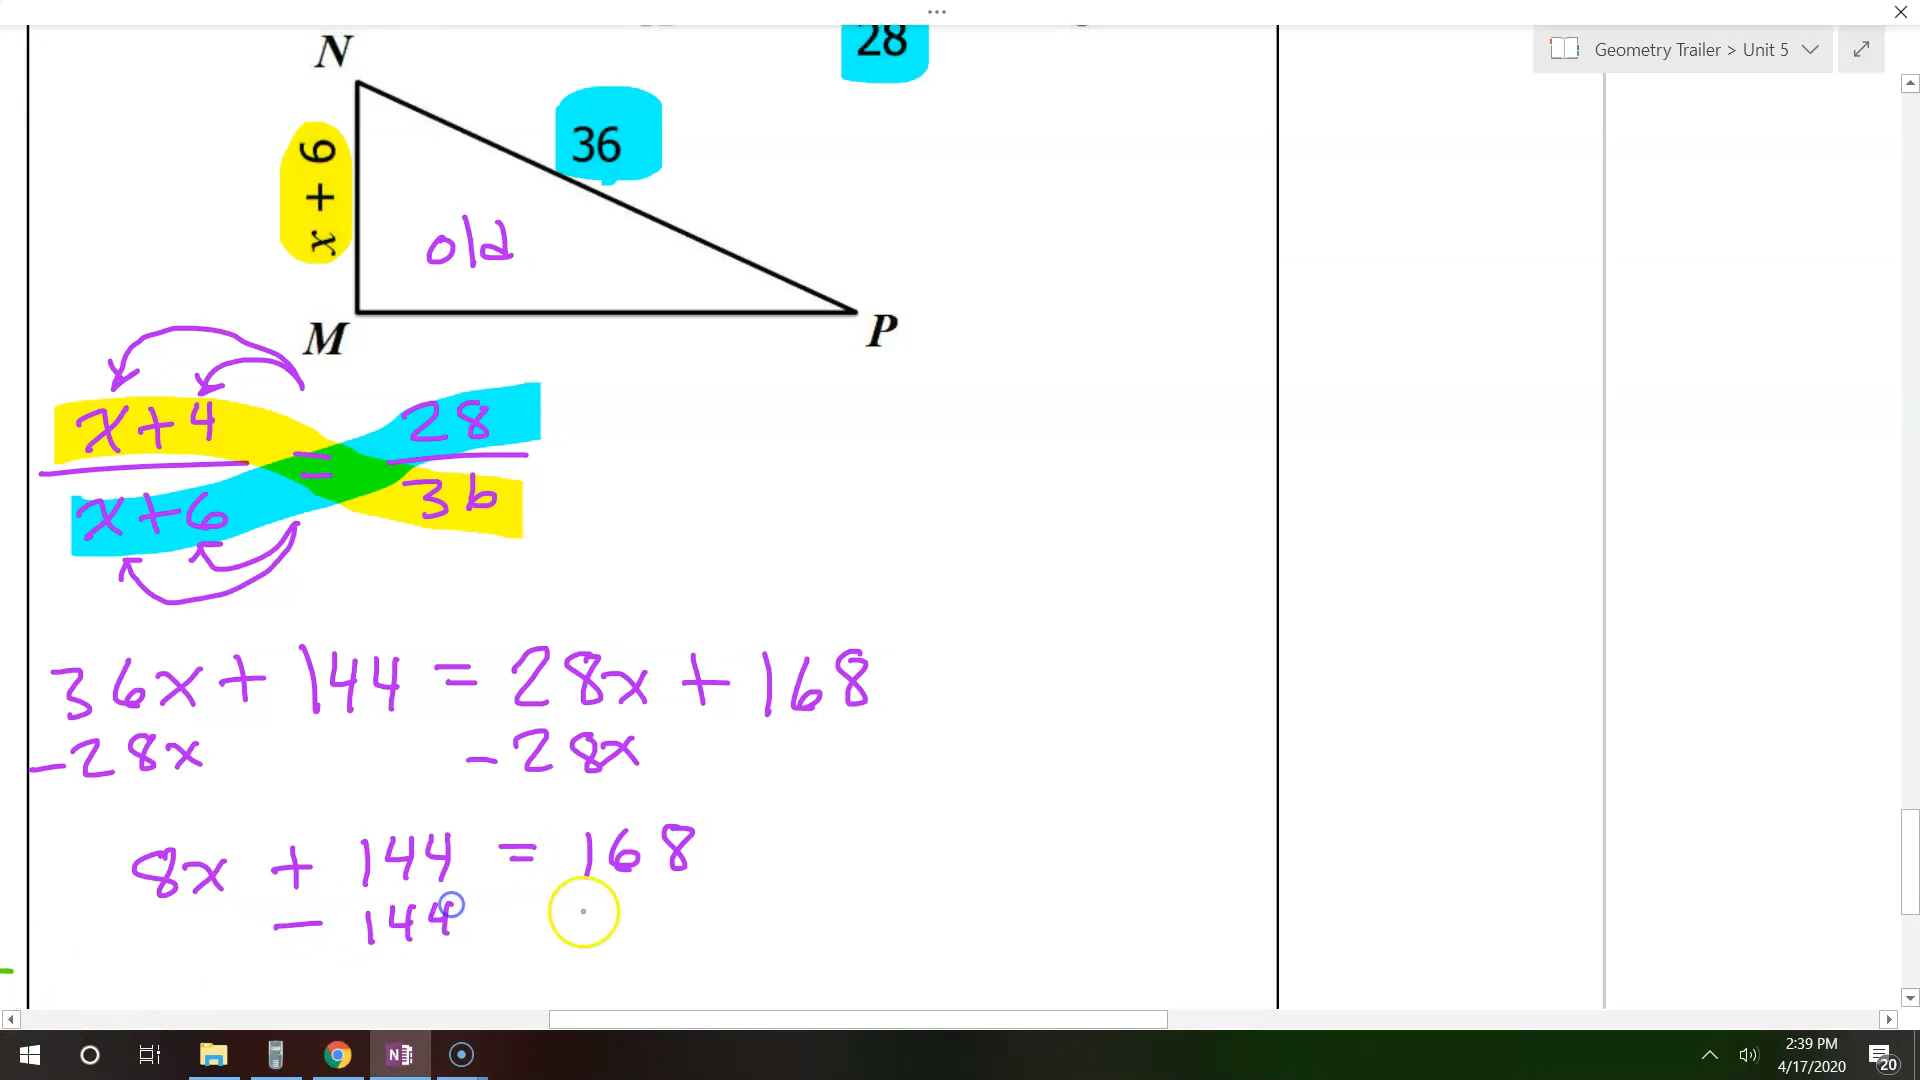 ...
Geometry Trailer > Unit 5
28
N
36
x + 6
old
M
P
x+4 = 28
x+6 36
36x + 144 = 28x + 168
-28x -28x
8x + 144 = 168
- 144
2:39 PM
4/17/2020
20